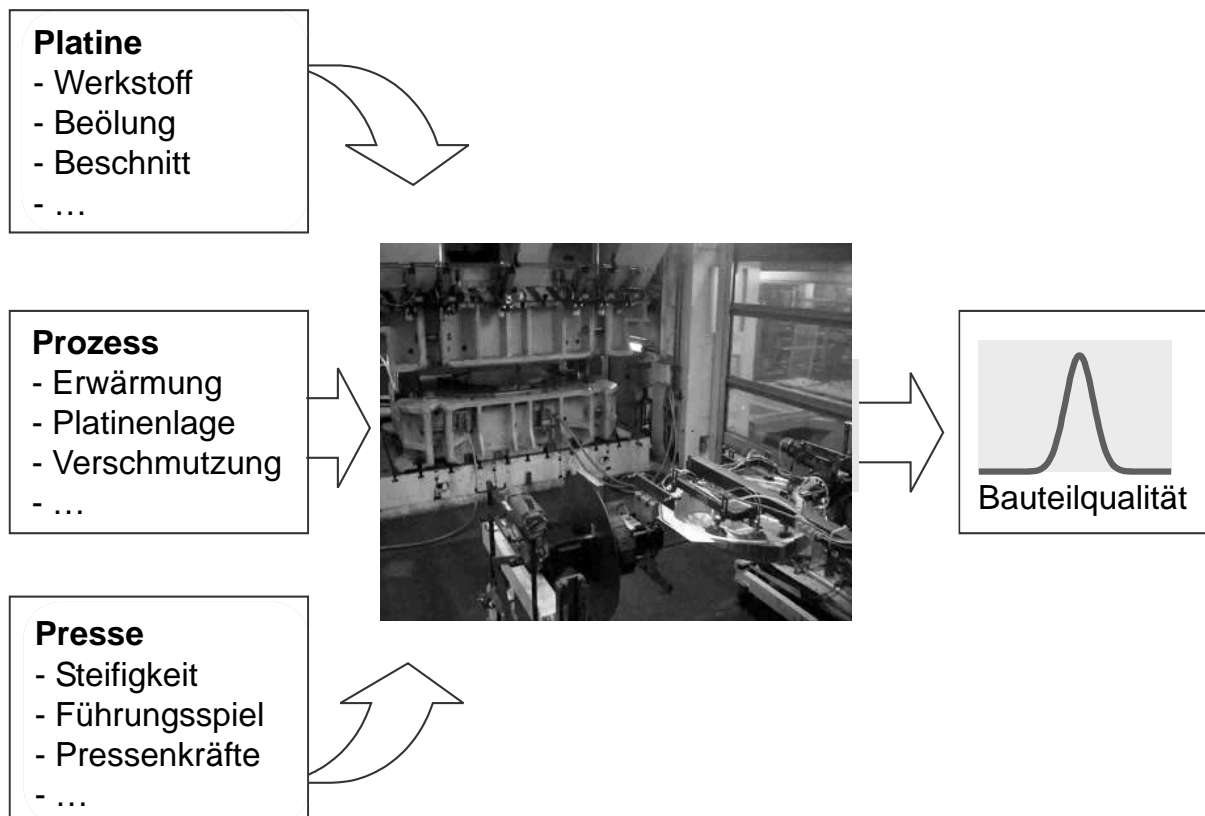 Platine
- Werkstoff
- Beölung
- Beschnitt
- …
Prozess
- Erwärmung
- Platinenlage
- Verschmutzung
- …
Presse
- Steifigkeit
- Führungsspiel
- Pressenkräfte
- …
Bauteilqualität